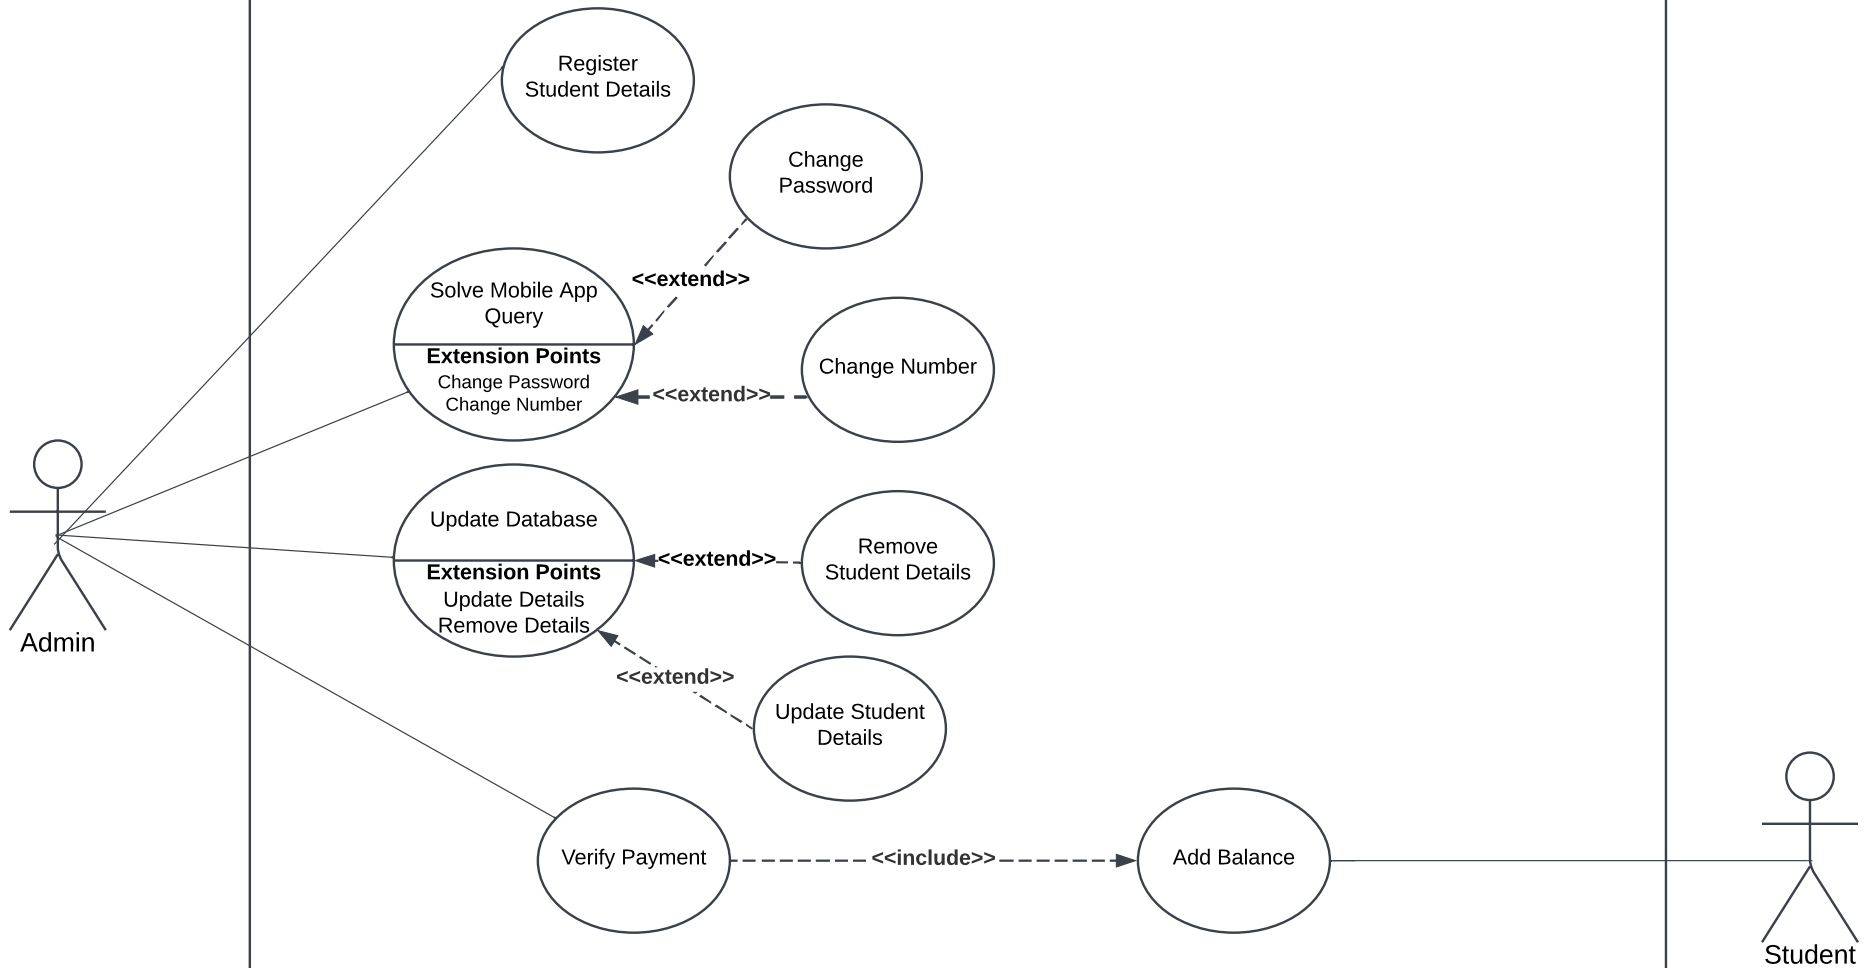 Register
Student Details
Change
Password
<<extend>>
Solve Mobile App
Query
Extension Points
Change Password
Change Number
<<extend>>
Change Number
Admin
Update Database
Extension Points
Update Details
Remove Details
<<extend>>
Remove
Student Details
<<extend>>
Update Student
Details
Verify Payment
<<include>>
Add Balance
Student